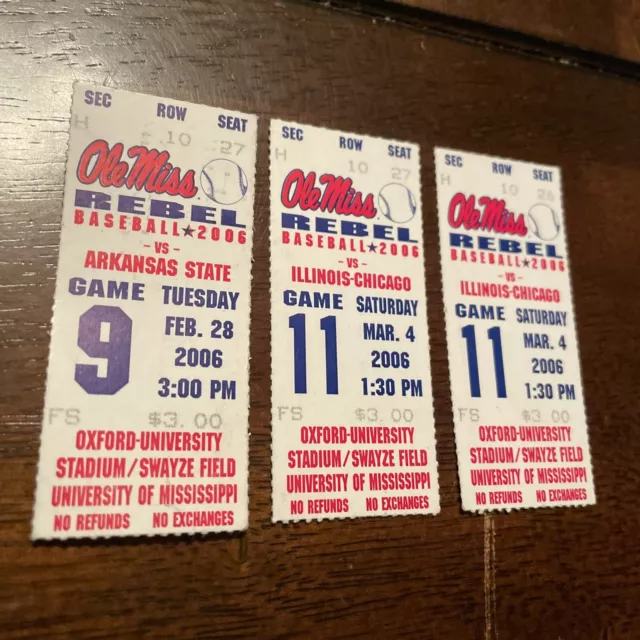 SEC ROW SEAT
H 10 27
Ole Miss
REBEL
BASEBALL★2006
-VS-
ARKANSAS STATE
GAME TUESDAY
9 FEB. 28
2006
3:00 PM
FS $3.00
OXFORD-UNIVERSITY
STADIUM/SWAYZE FIELD
UNIVERSITY OF MISSISSIPPI
NO REFUNDS NO EXCHANGES
SEC ROW SEAT
H 10 27
Ole Miss
REBEL
BASEBALL★2006
-VS-
ILLINOIS-CHICAGO
GAME SATURDAY
11 MAR. 4
2006
1:30 PM
FS $3.00
OXFORD-UNIVERSITY
STADIUM/SWAYZE FIELD
UNIVERSITY OF MISSISSIPPI
NO REFUNDS NO EXCHANGES
SEC ROW SEAT
H 10 26
Ole Miss
REBEL
BASEBALL★2006
-VS-
ILLINOIS-CHICAGO
GAME SATURDAY
11 MAR. 4
2006
1:30 PM
FS $3.00
OXFORD-UNIVERSITY
STADIUM/SWAYZE FIELD
UNIVERSITY OF MISSISSIPPI
NO REFUNDS NO EXCHANGES